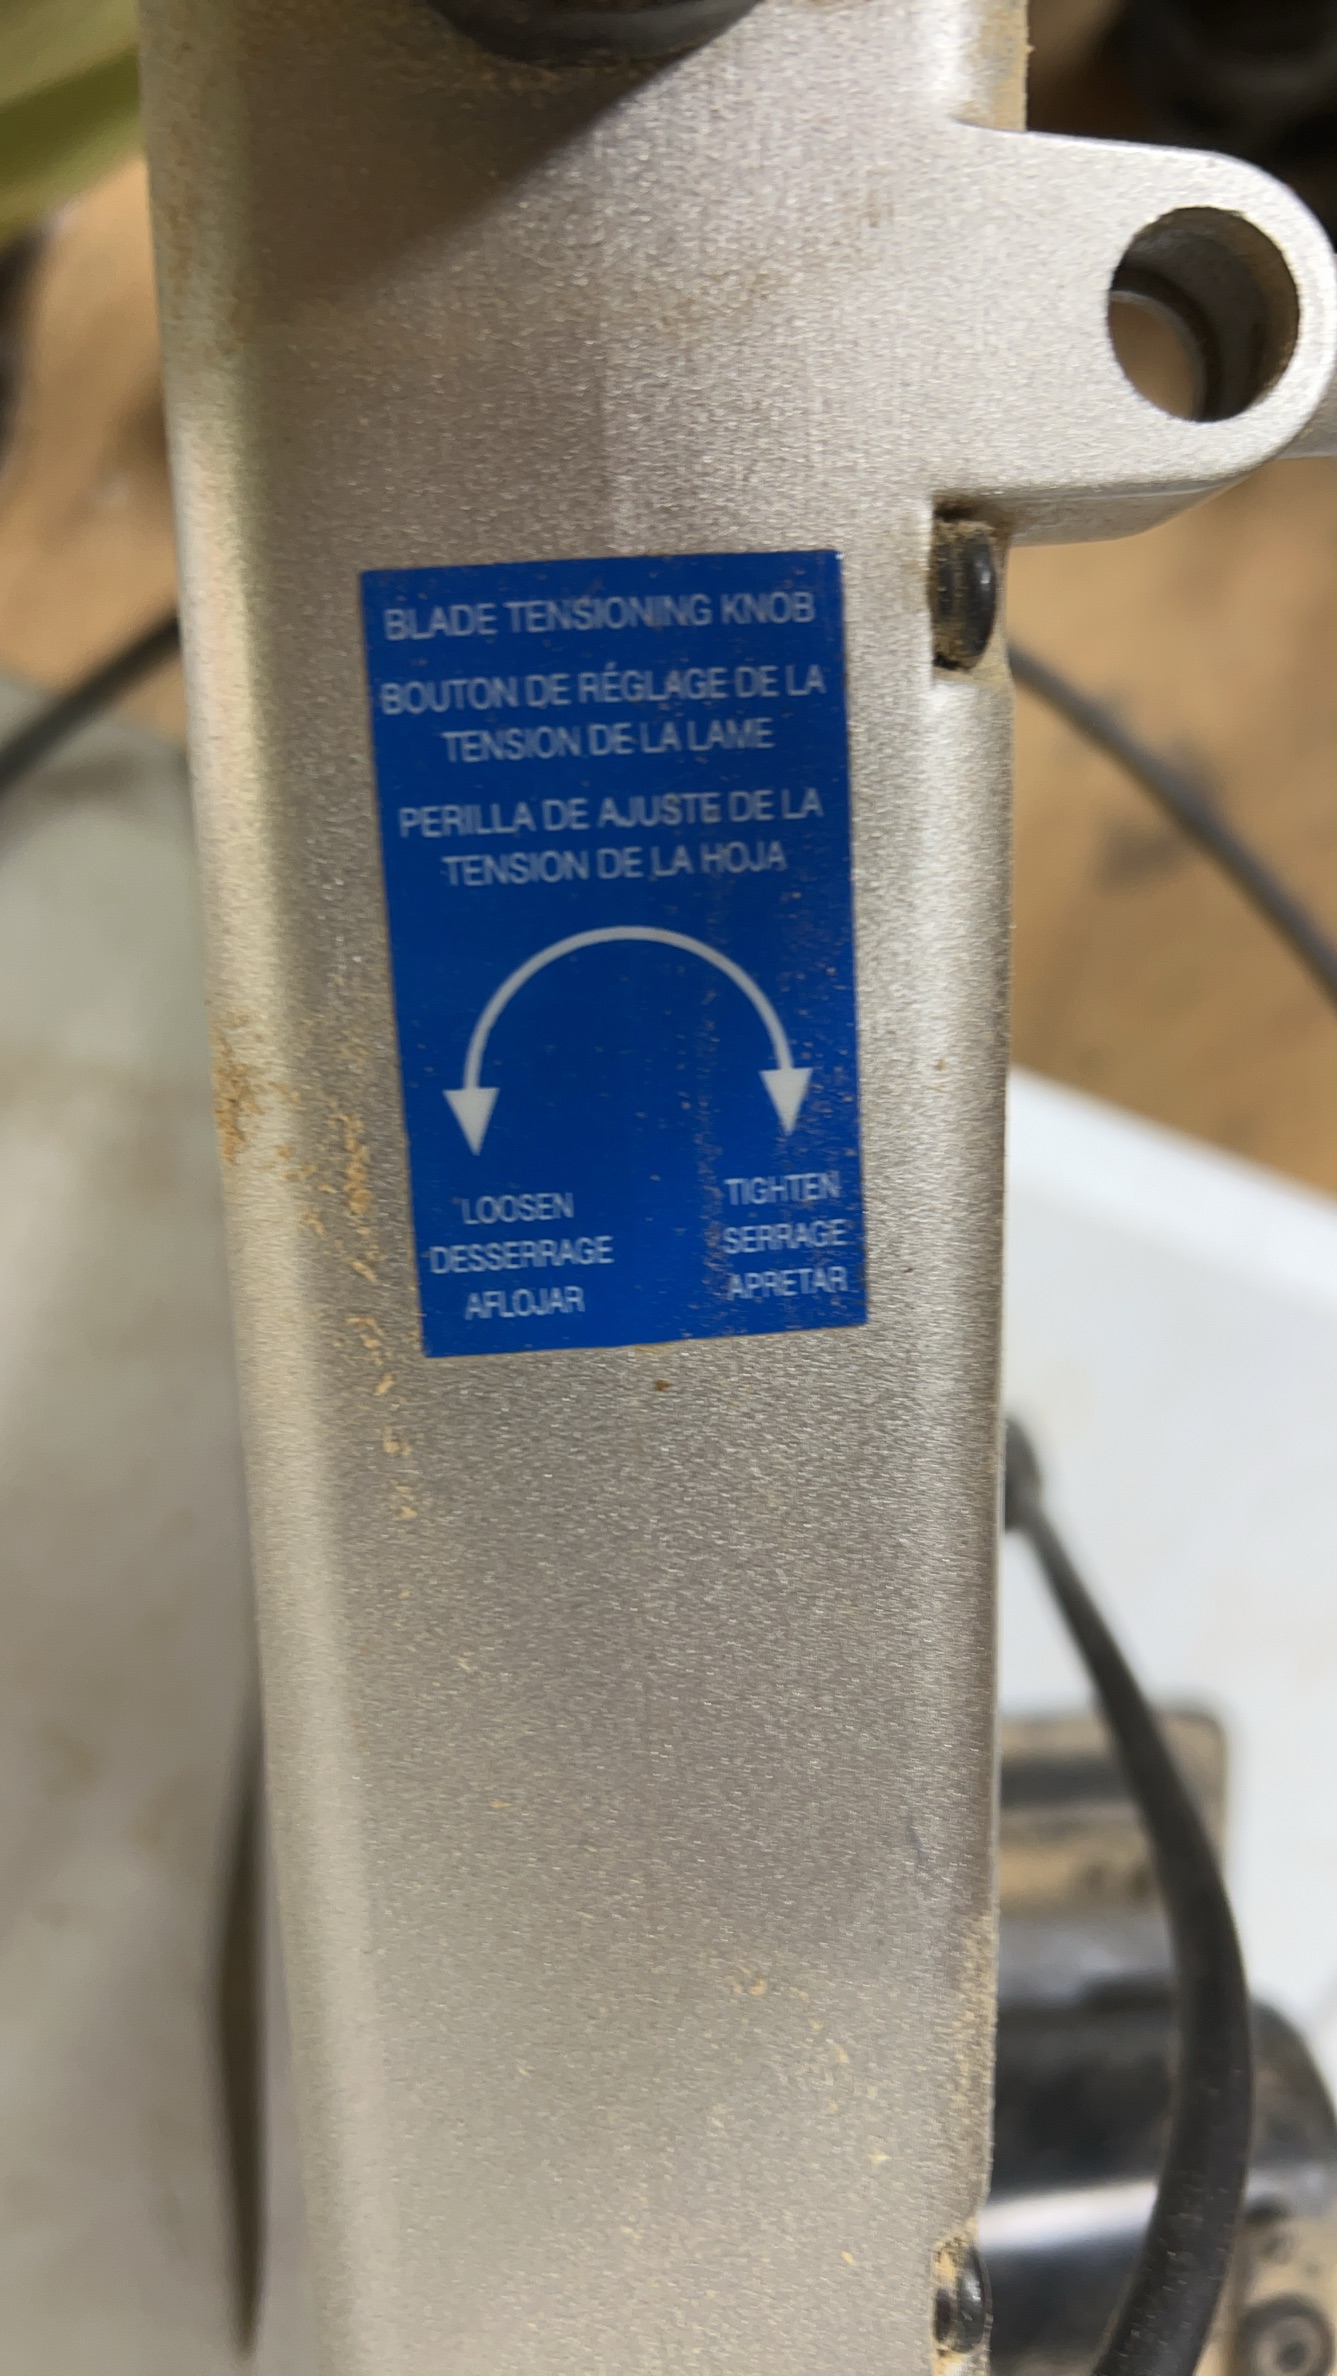 BLADE TENSIONING KNOB
BOUTON DE RÉGLAGE DE LA
TENSION DE LA LAME
PERILLA DE AJUSTE DE LA
TENSION DE LA HOJA
LOOSEN
DESSERRAGE
AFLOJAR
TIGHTEN
SERRAGE
APRETAR